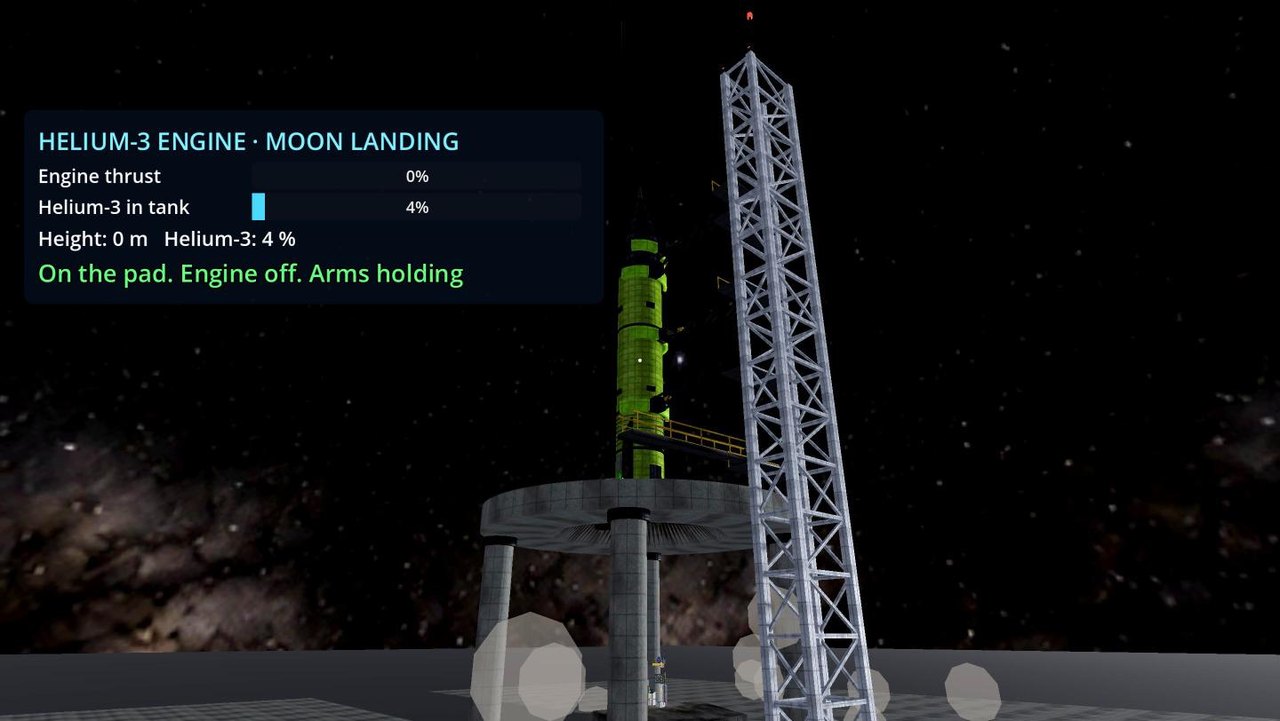 HELIUM-3 ENGINE · MOON LANDING
Engine thrust 0%
Helium-3 in tank 4%
Height: 0 m Helium-3: 4 %
On the pad. Engine off. Arms holding